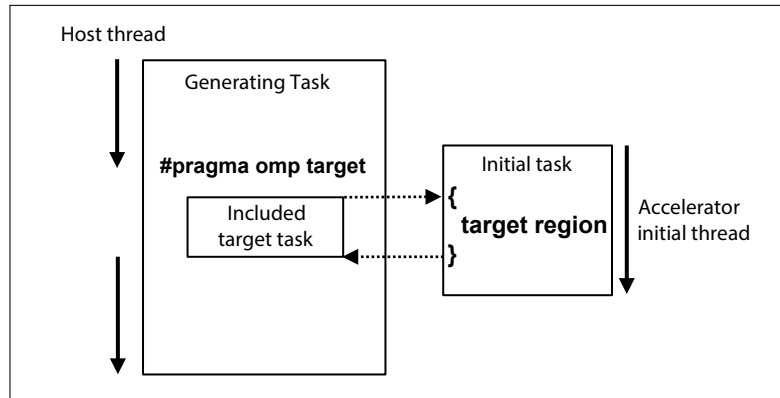 Host thread
Generating Task
#pragma omp target
Included
target task
Initial task
{
target region
}
Accelerator
initial thread